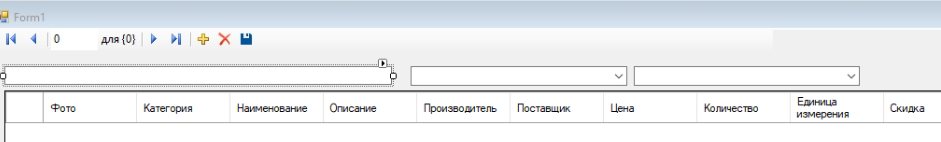 Form1
0 для {0}
Фото Категория Наименование Описание Производитель Поставщик Цена Количество Единица измерения Скидка